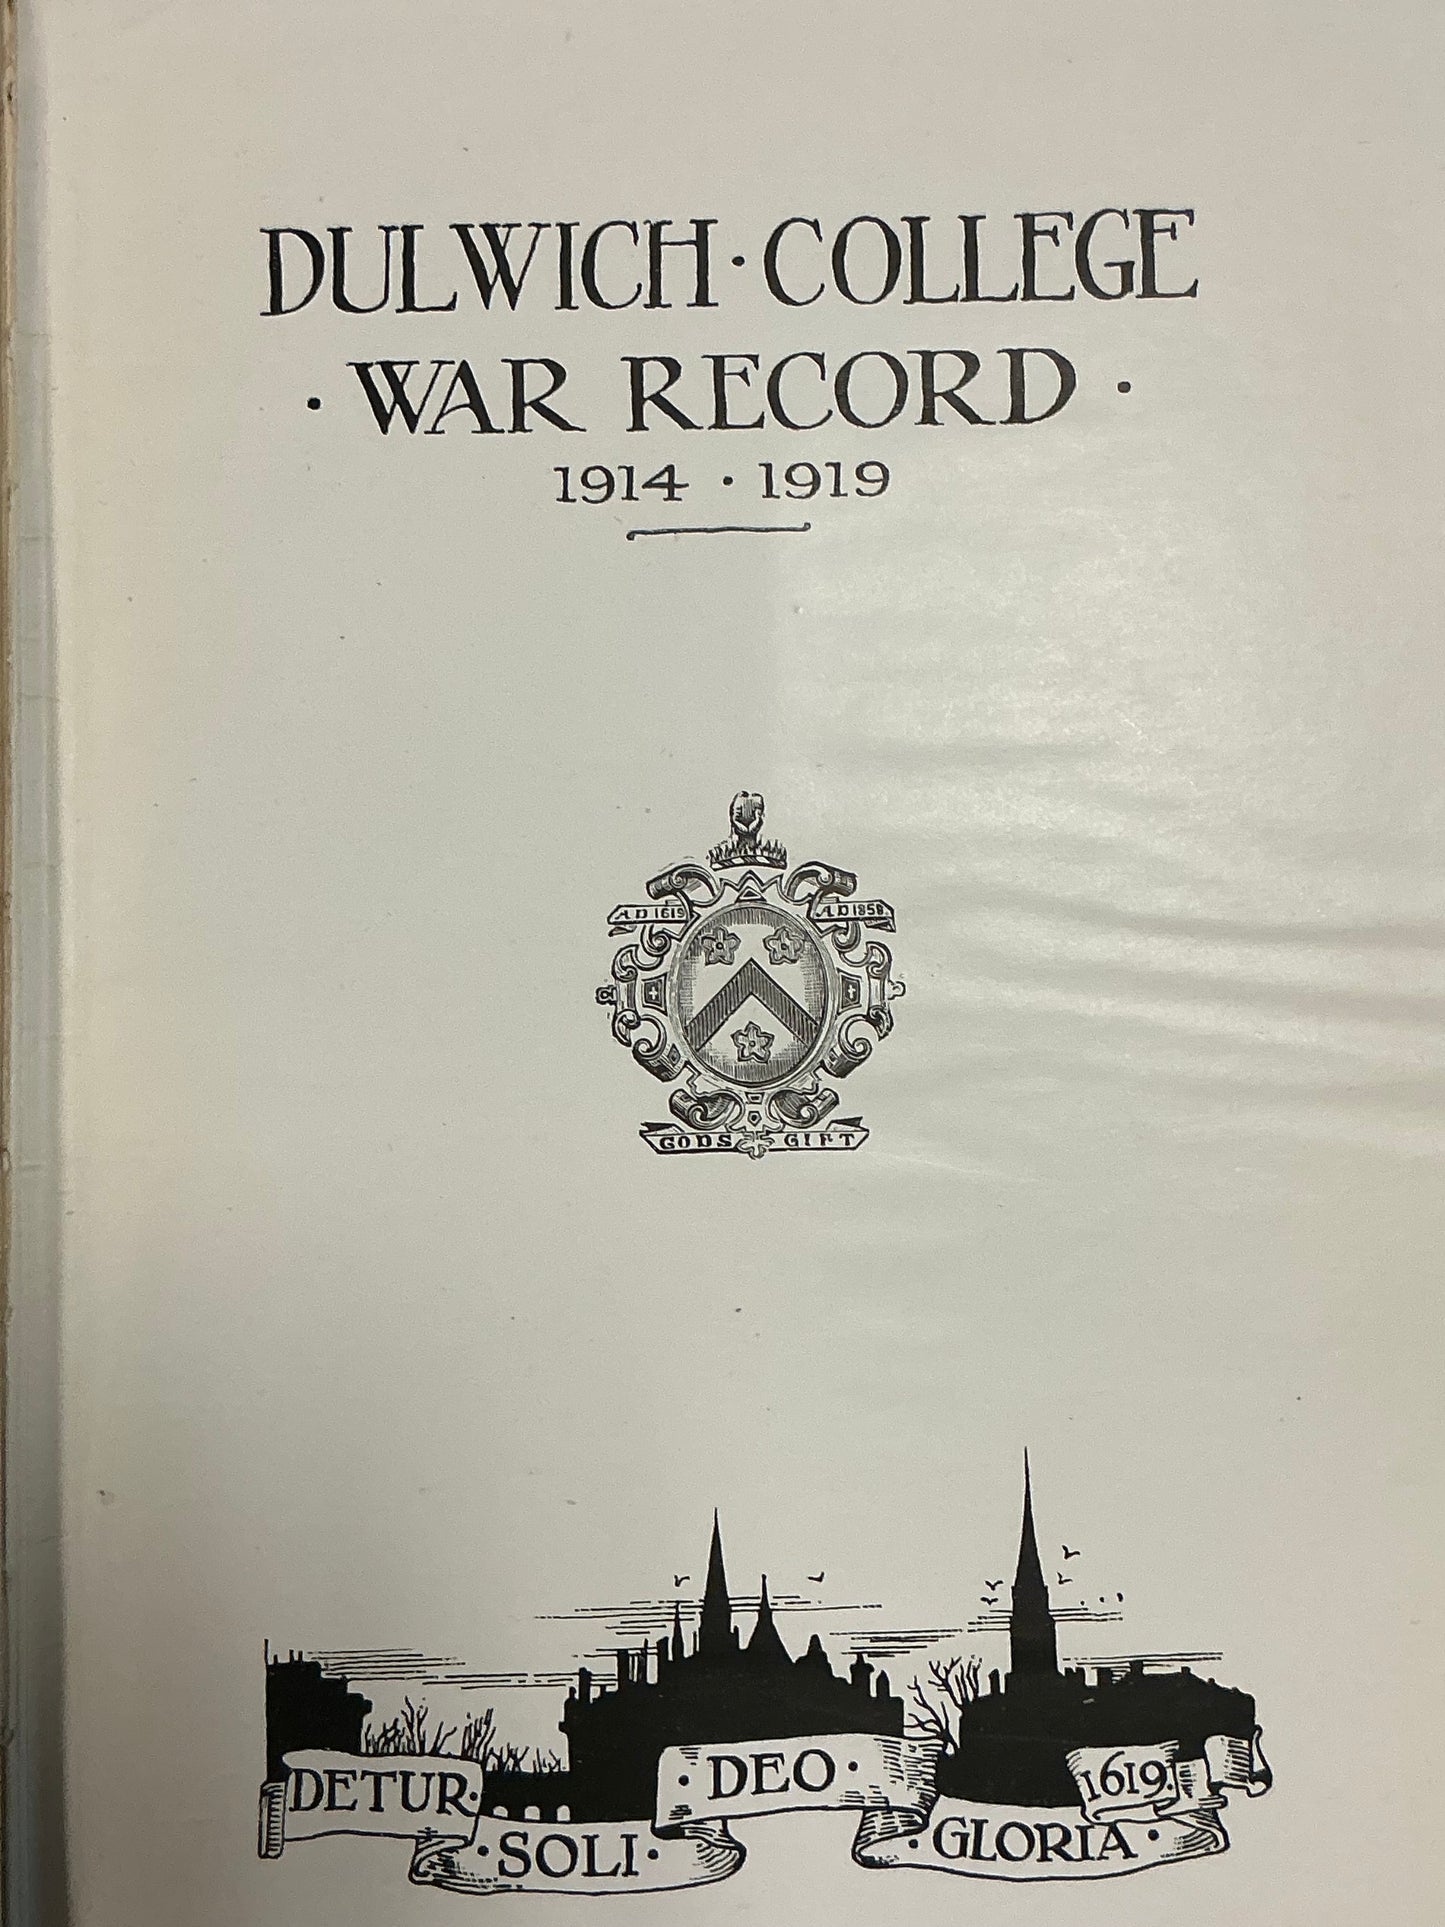 DULWICH · COLLEGE
· WAR RECORD ·
1914 · 1919
AD 1619
AD 1858
GODS GIFT
DETUR · SOLI · DEO · GLORIA · 1619